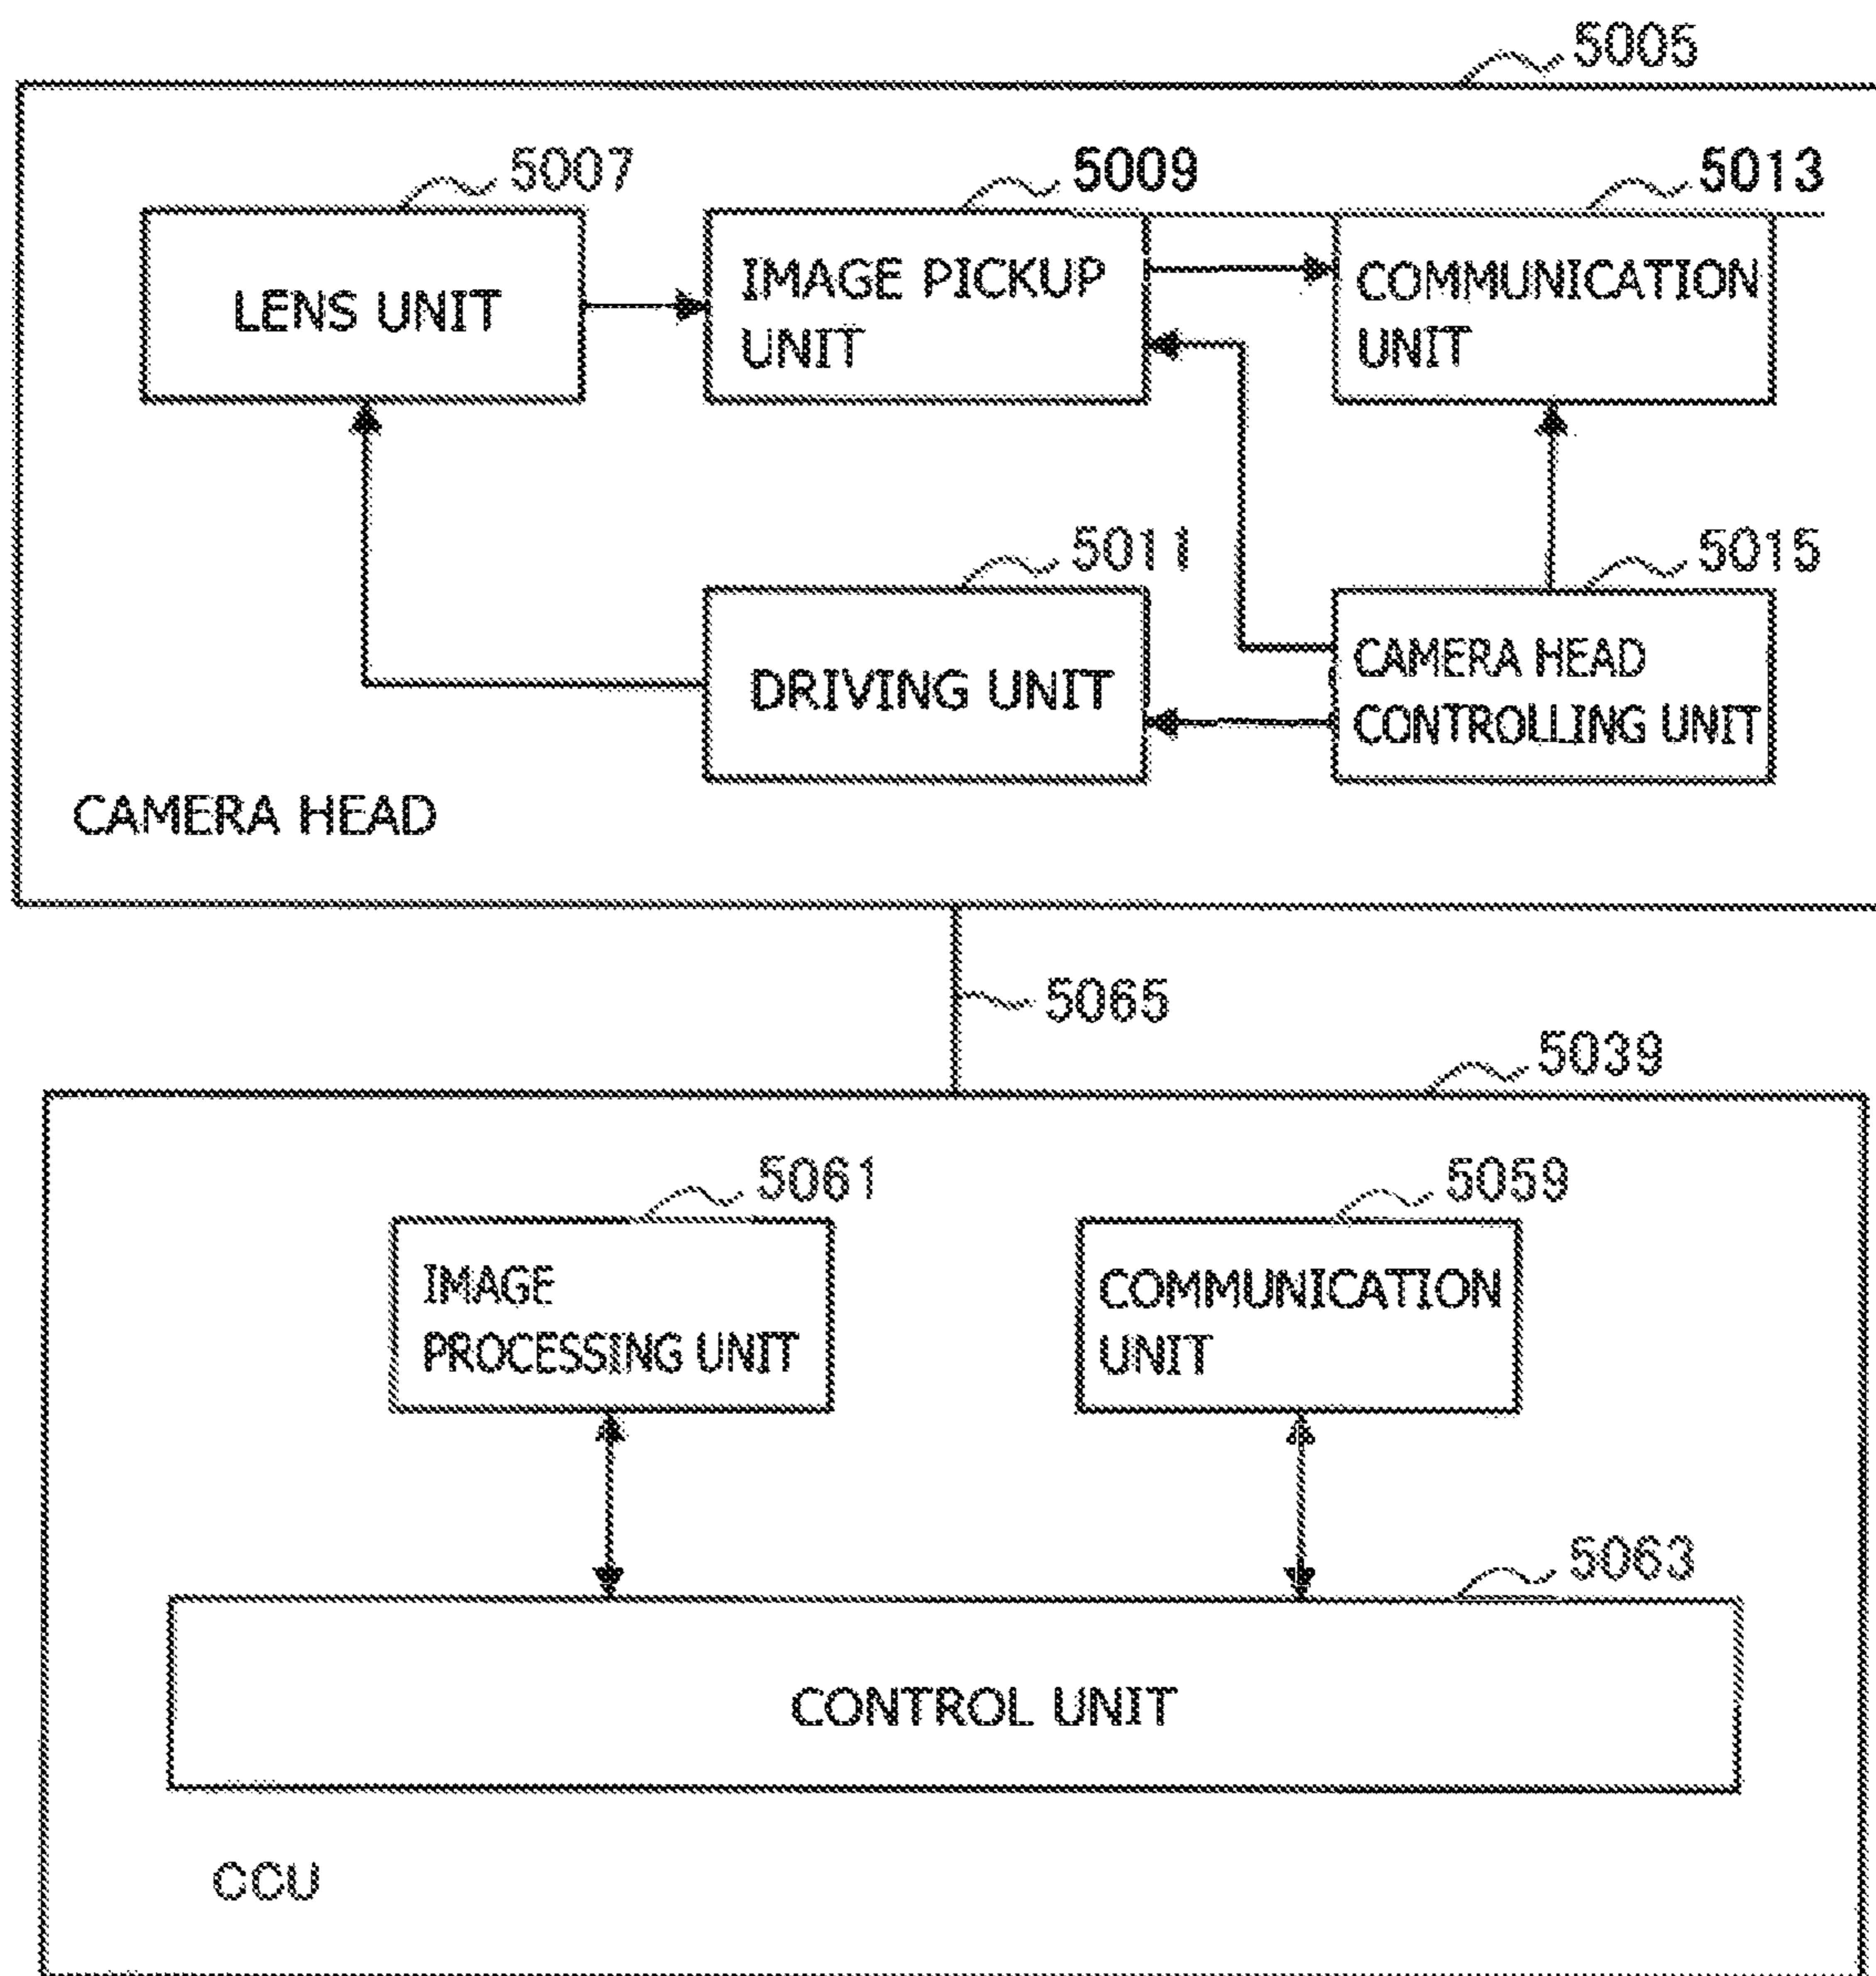 5005
5007
5009
5013
LENS UNIT
IMAGE PICKUP
UNIT
COMMUNICATION
UNIT
5011
5015
DRIVING UNIT
CAMERA HEAD
CONTROLLING UNIT
CAMERA HEAD
5065
5039
5061
5059
IMAGE
PROCESSING UNIT
COMMUNICATION
UNIT
5063
CONTROL UNIT
CCU